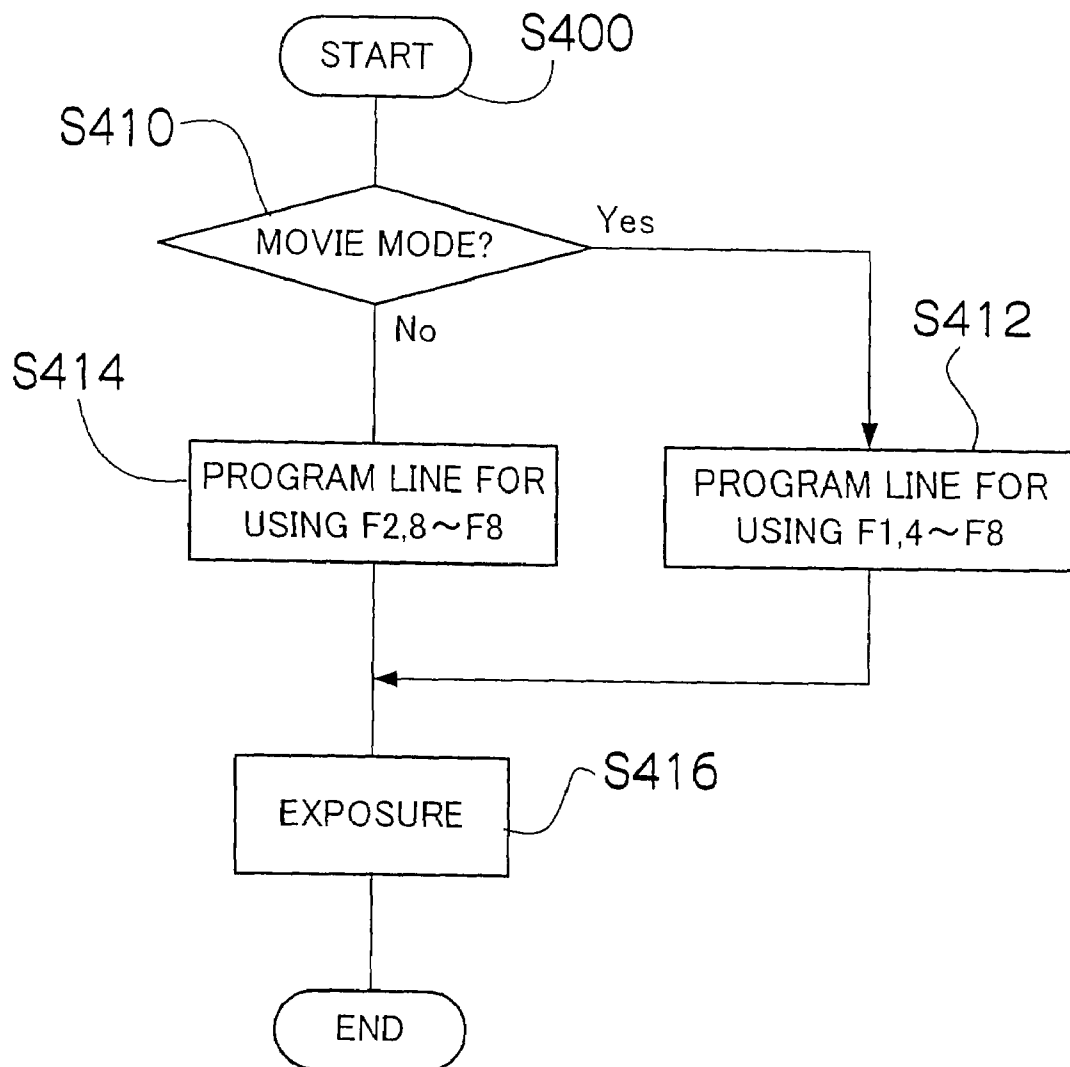 START
S400
S410
MOVIE MODE?
Yes
No
S412
S414
PROGRAM LINE FOR
USING F2,8~F8
PROGRAM LINE FOR
USING F1,4~F8
S416
EXPOSURE
END